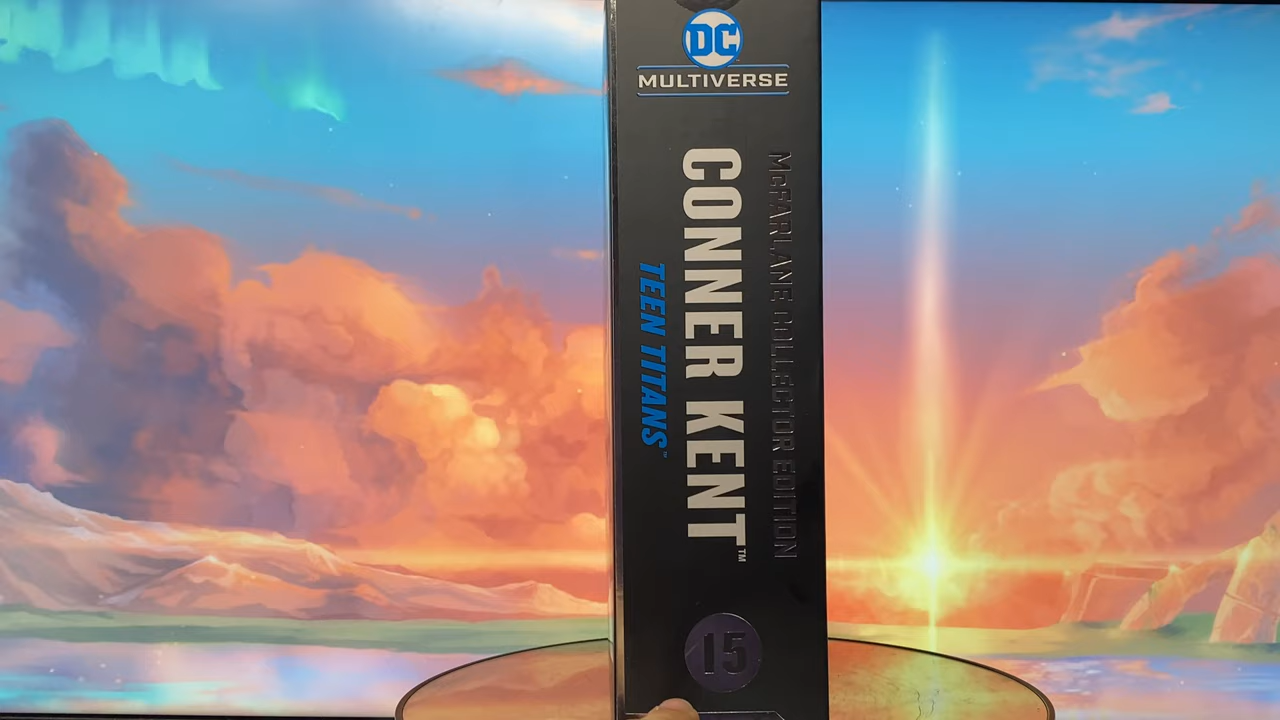 DC
MULTIVERSE
McFARLANE COLLECTOR EDITION
CONNER KENT™
TEEN TITANS™
15